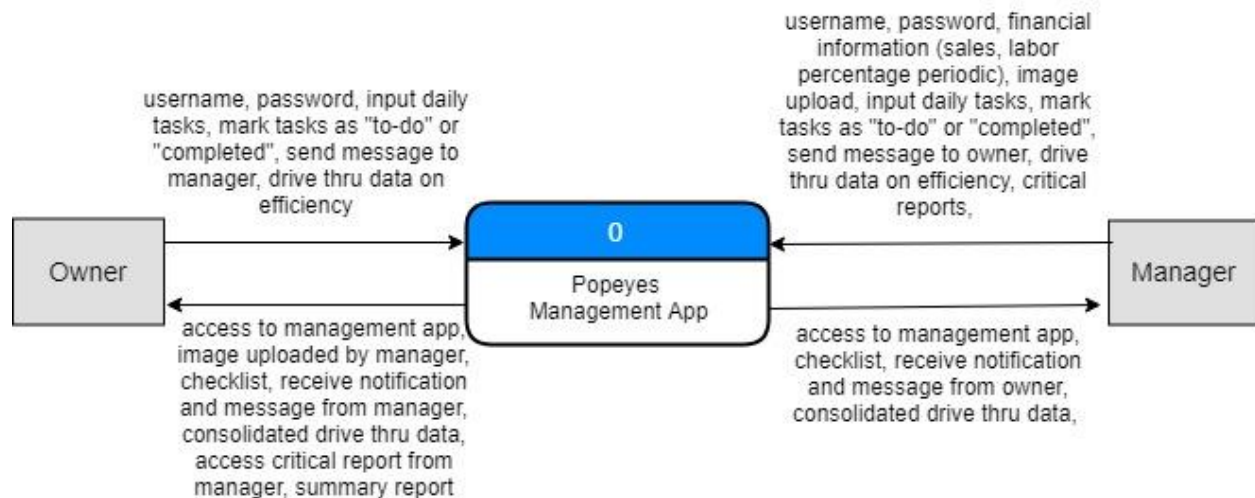 username, password, financial
information (sales, labor
percentage periodic), image
upload, input daily tasks, mark
tasks as "to-do" or "completed",
send message to owner, drive
thru data on efficiency, critical
reports,
username, password, input daily
tasks, mark tasks as "to-do" or
"completed", send message to
manager, drive thru data on
efficiency
Owner
0
Popeyes
Management App
Manager
access to management app,
image uploaded by manager,
checklist, receive notification
and message from manager,
consolidated drive thru data,
access critical report from
manager, summary report
access to management app,
checklist, receive notification
and message from owner,
consolidated drive thru data,